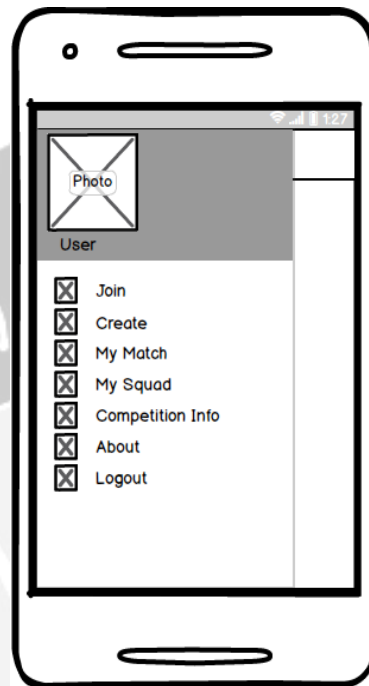 1:27
Photo
User
Join
Create
My Match
My Squad
Competition Info
About
Logout